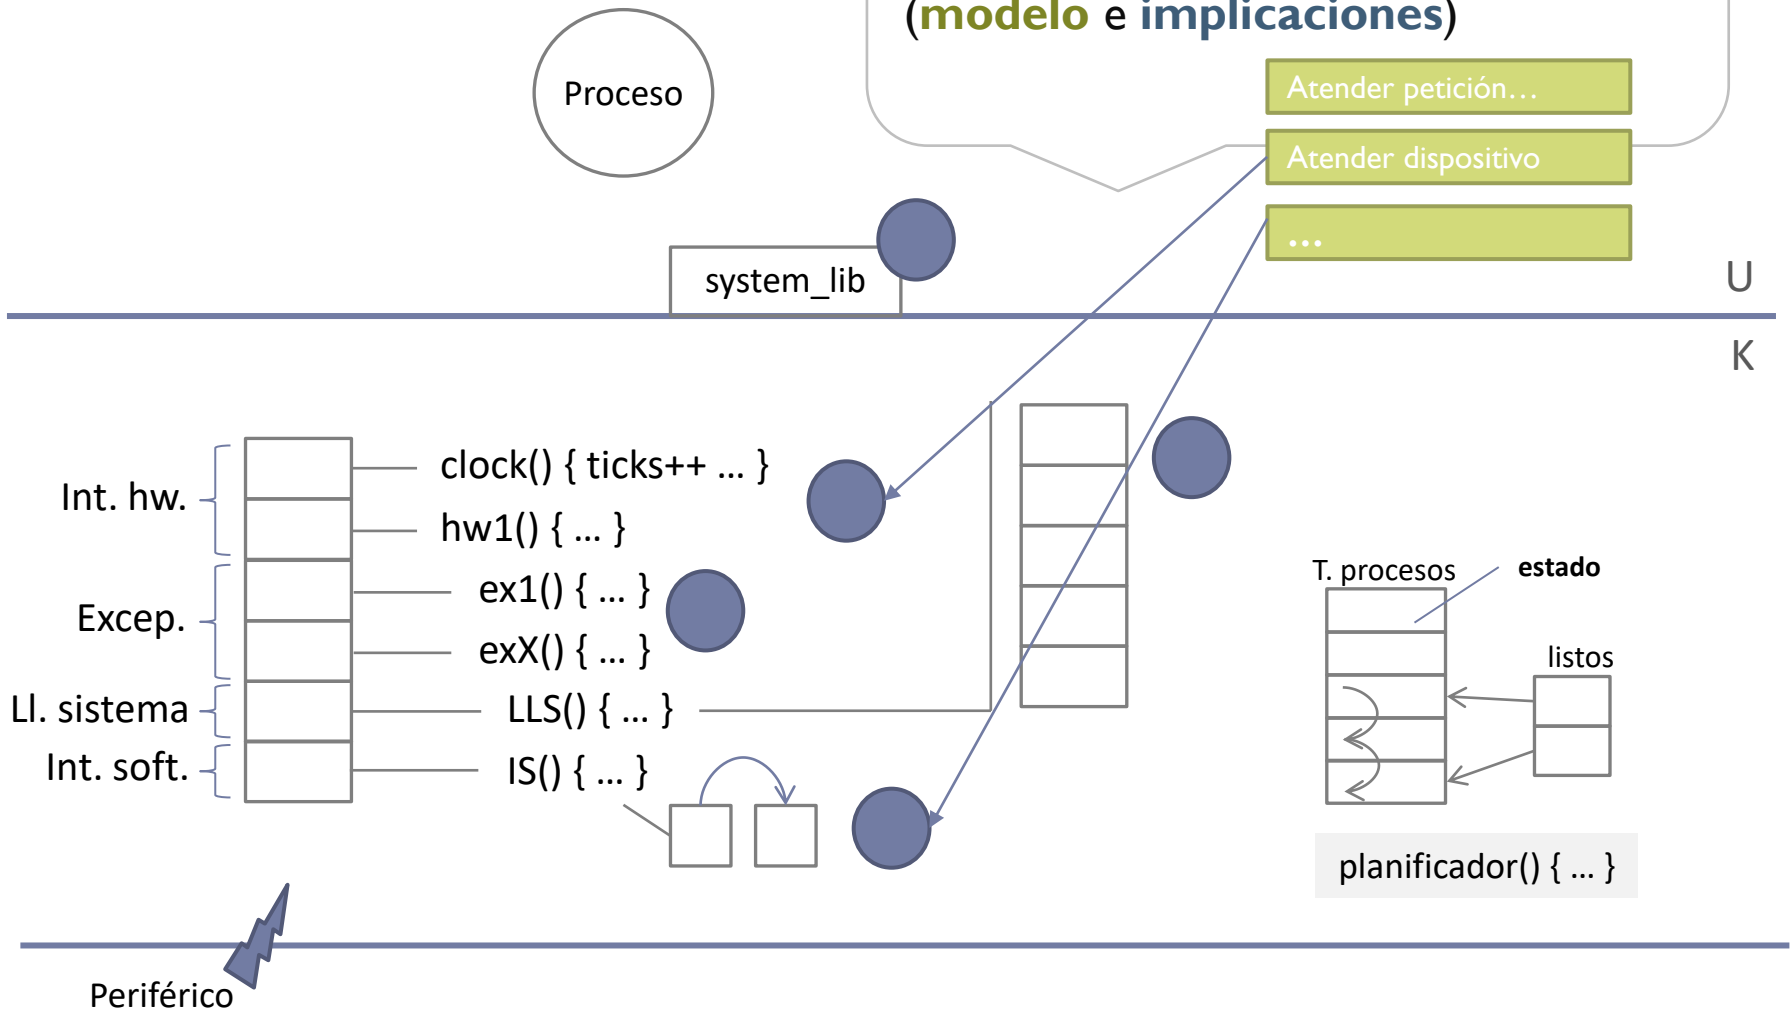 (modelo e implicaciones)
Proceso
Atender petición…
Atender dispositivo
…
system_lib
U
K
Int. hw.
clock() { ticks++ … }
hw1() { … }
Excep.
ex1() { … }
exX() { … }
Ll. sistema
LLS() { … }
Int. soft.
IS() { … }
T. procesos
estado
listos
planificador() { … }
Periférico